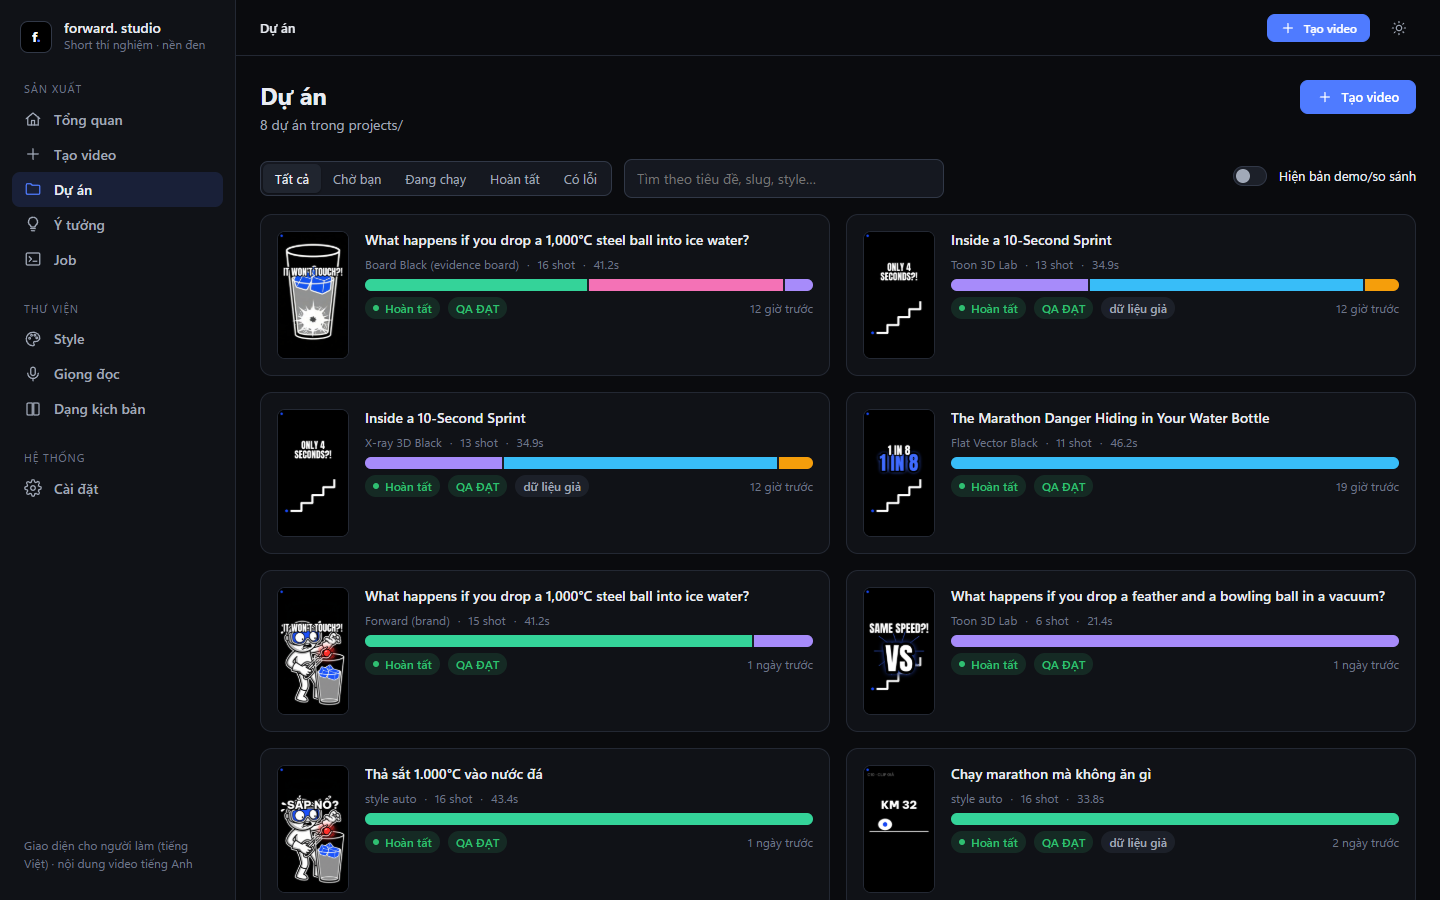 f.
forward. studio
Short thí nghiệm · nền đen
SẢN XUẤT
Tổng quan
Tạo video
Dự án
Ý tưởng
Job
THƯ VIỆN
Style
Giọng đọc
Dạng kịch bản
HỆ THỐNG
Cài đặt
Giao diện cho người làm (tiếng
Việt) · nội dung video tiếng Anh
Dự án
Tạo video
Dự án
8 dự án trong projects/
Tạo video
Tất cả
Chờ bạn
Đang chạy
Hoàn tất
Có lỗi
Tìm theo tiêu đề, slug, style...
Hiện bản demo/so sánh
IT WON'T TOUCH?!
What happens if you drop a 1,000°C steel ball into ice water?
Board Black (evidence board) · 16 shot · 41.2s
Hoàn tất
QA ĐẠT
12 giờ trước
ONLY 4
SECONDS?!
Inside a 10-Second Sprint
Toon 3D Lab · 13 shot · 34.9s
Hoàn tất
QA ĐẠT
dữ liệu giả
12 giờ trước
ONLY 4
SECONDS?!
Inside a 10-Second Sprint
X-ray 3D Black · 13 shot · 34.9s
Hoàn tất
QA ĐẠT
dữ liệu giả
12 giờ trước
1 IN 8
1 IN 8
The Marathon Danger Hiding in Your Water Bottle
Flat Vector Black · 11 shot · 46.2s
Hoàn tất
QA ĐẠT
19 giờ trước
IT WON'T TOUCH?!
What happens if you drop a 1,000°C steel ball into ice water?
Forward (brand) · 15 shot · 41.2s
Hoàn tất
QA ĐẠT
1 ngày trước
SAME SPEED?!
VS
What happens if you drop a feather and a bowling ball in a vacuum?
Toon 3D Lab · 6 shot · 21.4s
Hoàn tất
QA ĐẠT
1 ngày trước
SẮP NỔ?
Thả sắt 1.000°C vào nước đá
style auto · 16 shot · 43.4s
Hoàn tất
QA ĐẠT
1 ngày trước
KM 32
Chạy marathon mà không ăn gì
style auto · 16 shot · 33.8s
Hoàn tất
QA ĐẠT
dữ liệu giả
2 ngày trước